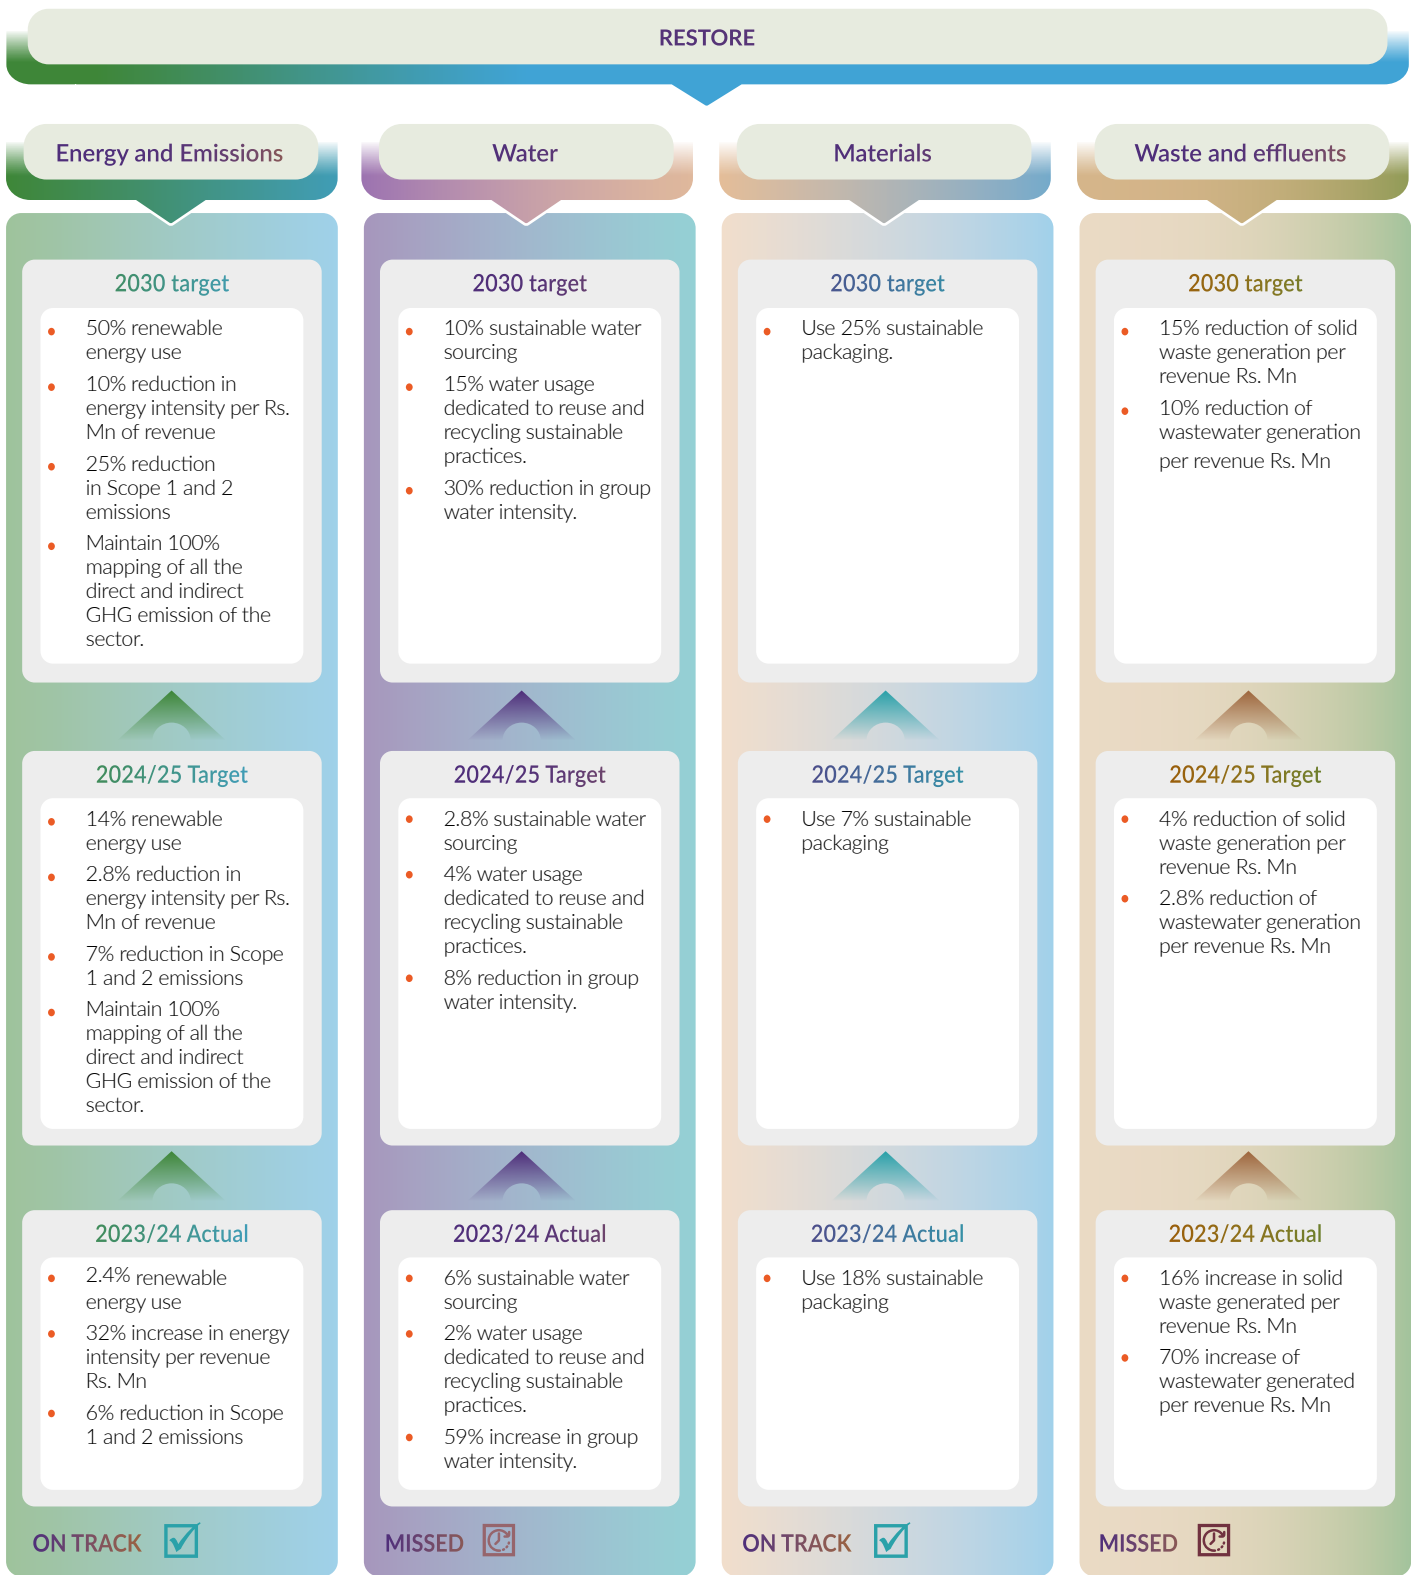 RESTORE
Energy and Emissions
2030 target
50% renewable
energy use
10% reduction in
energy intensity per Rs.
Mn of revenue
25% reduction
in Scope 1 and 2
emissions
Maintain 100%
mapping of all the
direct and indirect
GHG emission of the
sector.
2024/25 Target
14% renewable
energy use
2.8% reduction in
energy intensity per Rs.
Mn of revenue
7% reduction in Scope
1 and 2 emissions
Maintain 100%
mapping of all the
direct and indirect
GHG emission of the
sector.
2023/24 Actual
2.4% renewable
energy use
32% increase in energy
intensity per revenue
Rs. Mn
6% reduction in Scope
1 and 2 emissions
ON TRACK
Water
2030 target
10% sustainable water
sourcing
15% water usage
dedicated to reuse and
recycling sustainable
practices.
30% reduction in group
water intensity.
2024/25 Target
2.8% sustainable water
sourcing
4% water usage
dedicated to reuse and
recycling sustainable
practices.
8% reduction in group
water intensity.
2023/24 Actual
6% sustainable water
sourcing
2% water usage
dedicated to reuse and
recycling sustainable
practices.
59% increase in group
water intensity.
MISSED
Materials
2030 target
Use 25% sustainable
packaging.
2024/25 Target
Use 7% sustainable
packaging
2023/24 Actual
Use 18% sustainable
packaging
ON TRACK
Waste and effluents
2030 target
15% reduction of solid
waste generation per
revenue Rs. Mn
10% reduction of
wastewater generation
per revenue Rs. Mn
2024/25 Target
4% reduction of solid
waste generation per
revenue Rs. Mn
2.8% reduction of
wastewater generation
per revenue Rs. Mn
2023/24 Actual
16% increase in solid
waste generated per
revenue Rs. Mn
70% increase of
wastewater generated
per revenue Rs. Mn
MISSED